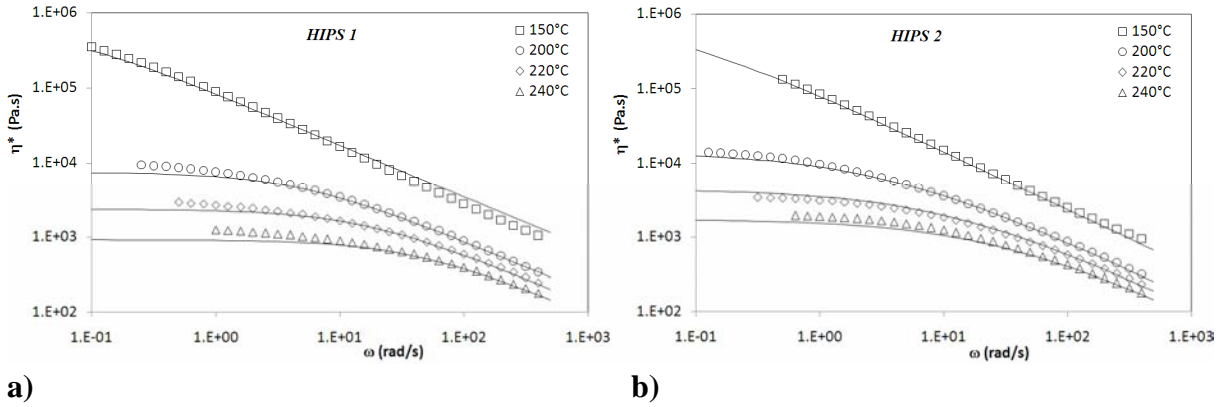 HIPS 1
150°C
200°C
220°C
240°C
1.E+06
1.E+05
1.E+04
1.E+03
1.E+02
η* (Pa.s)
1.E-01
1.E+00
1.E+01
1.E+02
1.E+03
ω (rad/s)
a)
HIPS 2
150°C
200°C
220°C
240°C
1.E+06
1.E+05
1.E+04
1.E+03
1.E+02
η* (Pa.s)
1.E-01
1.E+00
1.E+01
1.E+02
1.E+03
ω (rad/s)
b)